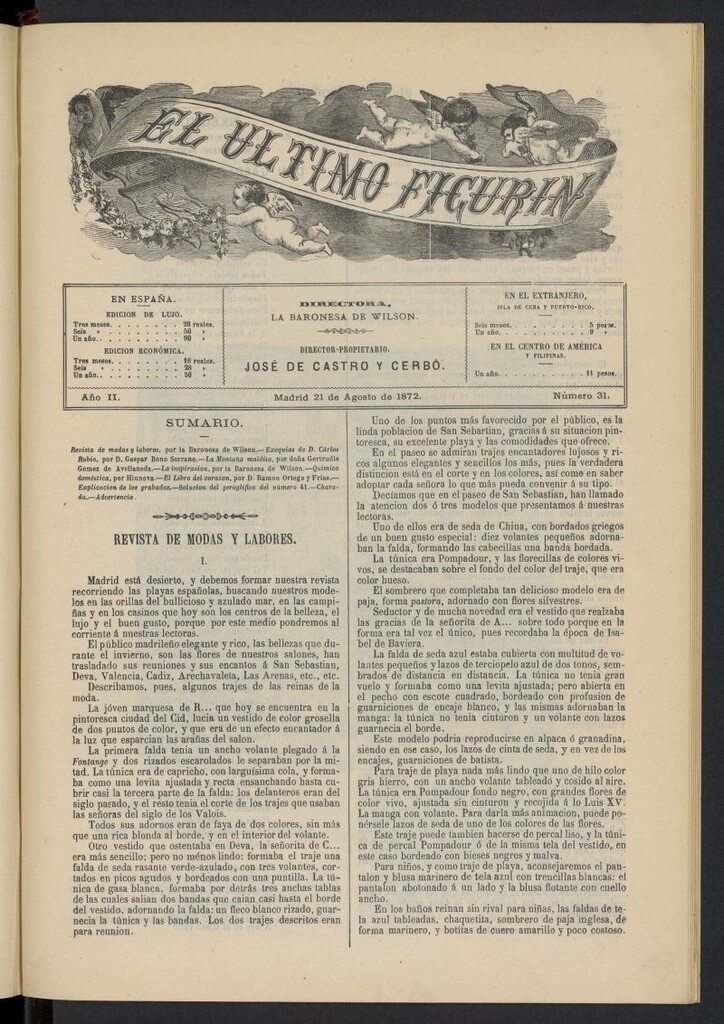 EL ULTIMO FIGURIN
EN ESPAÑA.
EDICION DE LUJO.
Tres meses. . . . . . . . 28 reales.
Seis » . . . . . . . . 50 »
Un año. . . . . . . . . 90 »
EDICION ECONÓMICA.
Tres meses. . . . . . . . 16 reales.
Seis » . . . . . . . . 28 »
Un año. . . . . . . . . 50 »
DIRECTORA,
LA BARONESA DE WILSON.
DIRECTOR-PROPIETARIO.
JOSÉ DE CASTRO Y CERBÓ.
EN EL EXTRANJERO,
ISLA DE CUBA Y PUERTO-RICO.
Seis meses. . . . . . . . 5 pesos.
Un año. . . . . . . . . 9 »
EN EL CENTRO DE AMÉRICA
Y FILIPINAS.
Un año. . . . . . . . . 11 pesos.
Año II.
Madrid 21 de Agosto de 1872.
Número 31.
SUMARIO.
Revista de modas y labores, por la Baronesa de Wilson.—Exequias de D. Cárlos
Rubio, por D. Gaspar Bono Serrano.—La Montaña maldita, por doña Gertrudis
Gomez de Avellaneda.—La inspiracion, por la Baronesa de Wilson.—Química
doméstica, por Hinnova.—El Libro del corazon, por D. Ramon Ortega y Frias.—
Explicacion de los grabados.—Solucion del geroglífico del número 41.—Chara-
da.—Advertencia.
REVISTA DE MODAS Y LABORES.
I.
Madrid está desierto, y debemos formar nuestra revista
recorriendo las playas españolas, buscando nuestros mode-
los en las orillas del bullicioso y azulado mar, en las campi-
ñas y en los casinos que hoy son los centros de la belleza, el
lujo y el buen gusto, porque por este medio pondremos al
corriente á nuestras lectoras.
El público madrileño elegante y rico, las bellezas que du-
rante el invierno, son las flores de nuestros salones, han
trasladado sus reuniones y sus encantos á San Sebastian,
Deva, Valencia, Cadiz, Arechavaleta, Las Arenas, etc., etc.
Describamos, pues, algunos trajes de las reinas de la
moda.
La jóven marquesa de R... que hoy se encuentra en la
pintoresca ciudad del Cid, lucia un vestido de color grosella
de dos puntos de color, y que era de un efecto encantador á
la luz que esparcian las arañas del salon.
La primera falda tenia un ancho volante plegado á la
Fontange y dos rizados escarolados le separaban por la mi-
tad. La túnica era de capricho, con larguísima cola, y forma-
ba como una levita ajustada y recta ensanchando hasta cu-
brir casi la tercera parte de la falda: los delanteros eran del
siglo pasado, y el resto tenia el corte de los trajes que usaban
las señoras del siglo de los Valois.
Todos sus adornos eran de faya de dos colores, sin más
que una rica blonda al borde, y en el interior del volante.
Otro vestido que ostentaba en Deva, la señorita de C...
era más sencillo; pero no ménos lindo: formaba el traje una
falda de seda rasante verde-azulado, con tres volantes, cor-
tados en picos agudos y bordeados con una puntilla. La tú-
nica de gasa blanca, formaba por detrás tres anchas tablas
de las cuales salian dos bandas que caian casi hasta el borde
del vestido, adornando la falda; un fleco blanco rizado, guar-
necia la túnica y las bandas. Los dos trajes descritos eran
para reunion.
Uno de los puntos más favorecido por el público, es la
linda poblacion de San Sebastian, gracias á su situacion pin-
toresca, su excelente playa y las comodidades que ofrece.
En el paseo se admiran trajes encantadores lujosos y ri-
cos algunos elegantes y sencillos los más, pues la verdadera
distincion está en el corte y en los colores, así como en saber
adoptar cada señora lo que más pueda convenir á su tipo.
Decíamos que en el paseo de San Sebastian, han llamado
la atencion dos ó tres modelos que presentamos á nuestras
lectoras.
Uno de ellos era de seda de China, con bordados griegos
de un buen gusto especial: diez volantes pequeños adorna-
ban la falda, formando las cabecillas una banda bordada.
La túnica era Pompadour, y las florecillas de colores vi-
vos, se destacaban sobre el fondo del color del traje, que era
color hueso.
El sombrero que completaba tan delicioso modelo era de
paja, forma pastora, adornado con flores silvestres.
Seductor y de mucha novedad era el vestido que realzaba
las gracias de la señorita de A... sobre todo porque en la
forma era tal vez el único, pues recordaba la época de Isa-
bel de Baviera.
La falda de seda azul estaba cubierta con multitud de vo-
lantes pequeños y lazos de terciopelo azul de dos tonos, sem-
brados de distancia en distancia. La túnica no tenia gran
vuelo y formaba como una levita ajustada; pero abierta en
el pecho con escote cuadrado, bordeado con profusion de
guarniciones de encaje blanco, y las mismas adornaban la
manga: la túnica no tenia cinturon y un volante con lazos
guarnecia el borde.
Este modelo podria reproducirse en alpaca ó granadina,
siendo en ese caso, los lazos de cinta de seda, y en vez de los
encajes, guarniciones de batista.
Para traje de playa nada más lindo que uno de hilo color
gris hierro, con un ancho volante tableado y cosido al aire.
La túnica era Pompadour fondo negro, con grandes flores de
color vivo, ajustada sin cinturon y recojida á lo Luis XV.
La manga con volante. Para darla más animacion, puede po-
nérsele lazos de seda de uno de los colores de las flores.
Este traje puede tambien hacerse de percal liso, y la túni-
ca de percal Pompadour ó de la misma tela del vestido, en
este caso bordeado con bieses negros y malva.
Para niños, y como traje de playa, aconsejaremos el pan-
talon y blusa marinero de tela azul con trencillas blancas: el
pantalon abotonado á un lado y la blusa flotante con cuello
ancho.
En los baños reinan sin rival para niñas, las faldas de te-
la azul tableadas, chaquetita, sombrero de paja inglesa, de
forma marinero, y botitas de cuero amarillo y poco costoso.